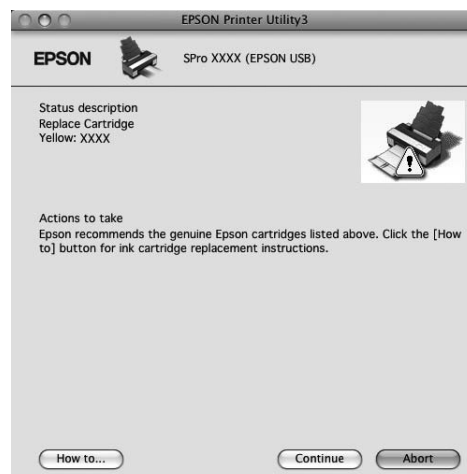 EPSON Printer Utility3
EPSON
SPro XXXX (EPSON USB)
Status description
Replace Cartridge
Yellow: XXXX
Actions to take
Epson recommends the genuine Epson cartridges listed above. Click the [How
to] button for ink cartridge replacement instructions.
How to...
Continue
Abort